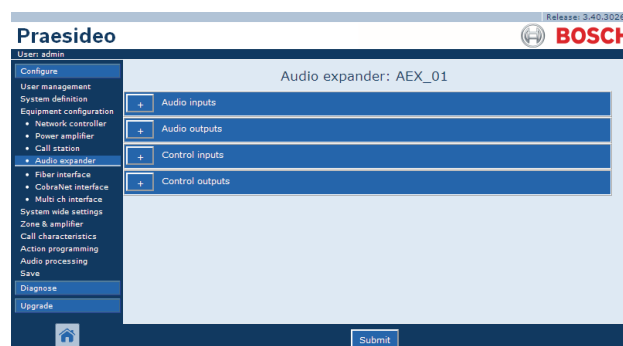 Release: 3.40.3026
Praesideo
BOSCH
User: admin
Configure
User management
System definition
Equipment configuration
• Network controller
• Power amplifier
• Call station
• Audio expander
• Fiber interface
• CobraNet interface
• Multi ch interface
System wide settings
Zone & amplifier
Call characteristics
Action programming
Audio processing
Save
Diagnose
Upgrade
Audio expander: AEX_01
+ Audio inputs
+ Audio outputs
+ Control inputs
+ Control outputs
Submit